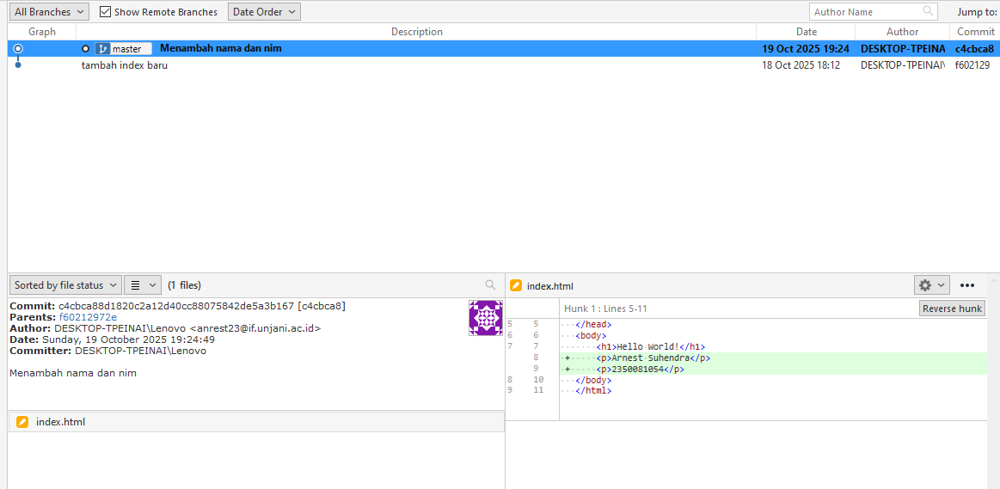 All Branches Show Remote Branches Date Order Author Name Jump to:
Graph Description Date Author Commit
master Menambah nama dan nim 19 Oct 2025 19:24 DESKTOP-TPEINA c4cbca8
tambah index baru 18 Oct 2025 18:12 DESKTOP-TPEINAI\ f602129
Sorted by file status (1 files)
Commit: c4cbca88d1820c2a12d40cc88075842de5a3b167 [c4cbca8]
Parents: f60212972e
Author: DESKTOP-TPEINAI\Lenovo <anrest23@if.unjani.ac.id>
Date: Sunday, 19 October 2025 19:24:49
Committer: DESKTOP-TPEINAI\Lenovo
Menambah nama dan nim
index.html
index.html
Hunk 1 : Lines 5-11 Reverse hunk
5 5 </head>
6 6 <body>
7 7 <h1>Hello World!</h1>
8 + <p>Arnest Suhendra</p>
9 + <p>2350081054</p>
8 10 </body>
9 11 </html>